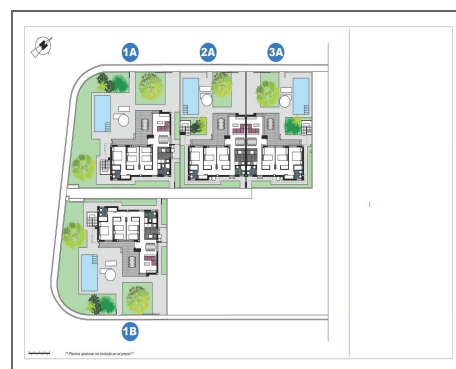 N
1A
2A
3A
1B
** Piscina opcional no incluida en el precio**